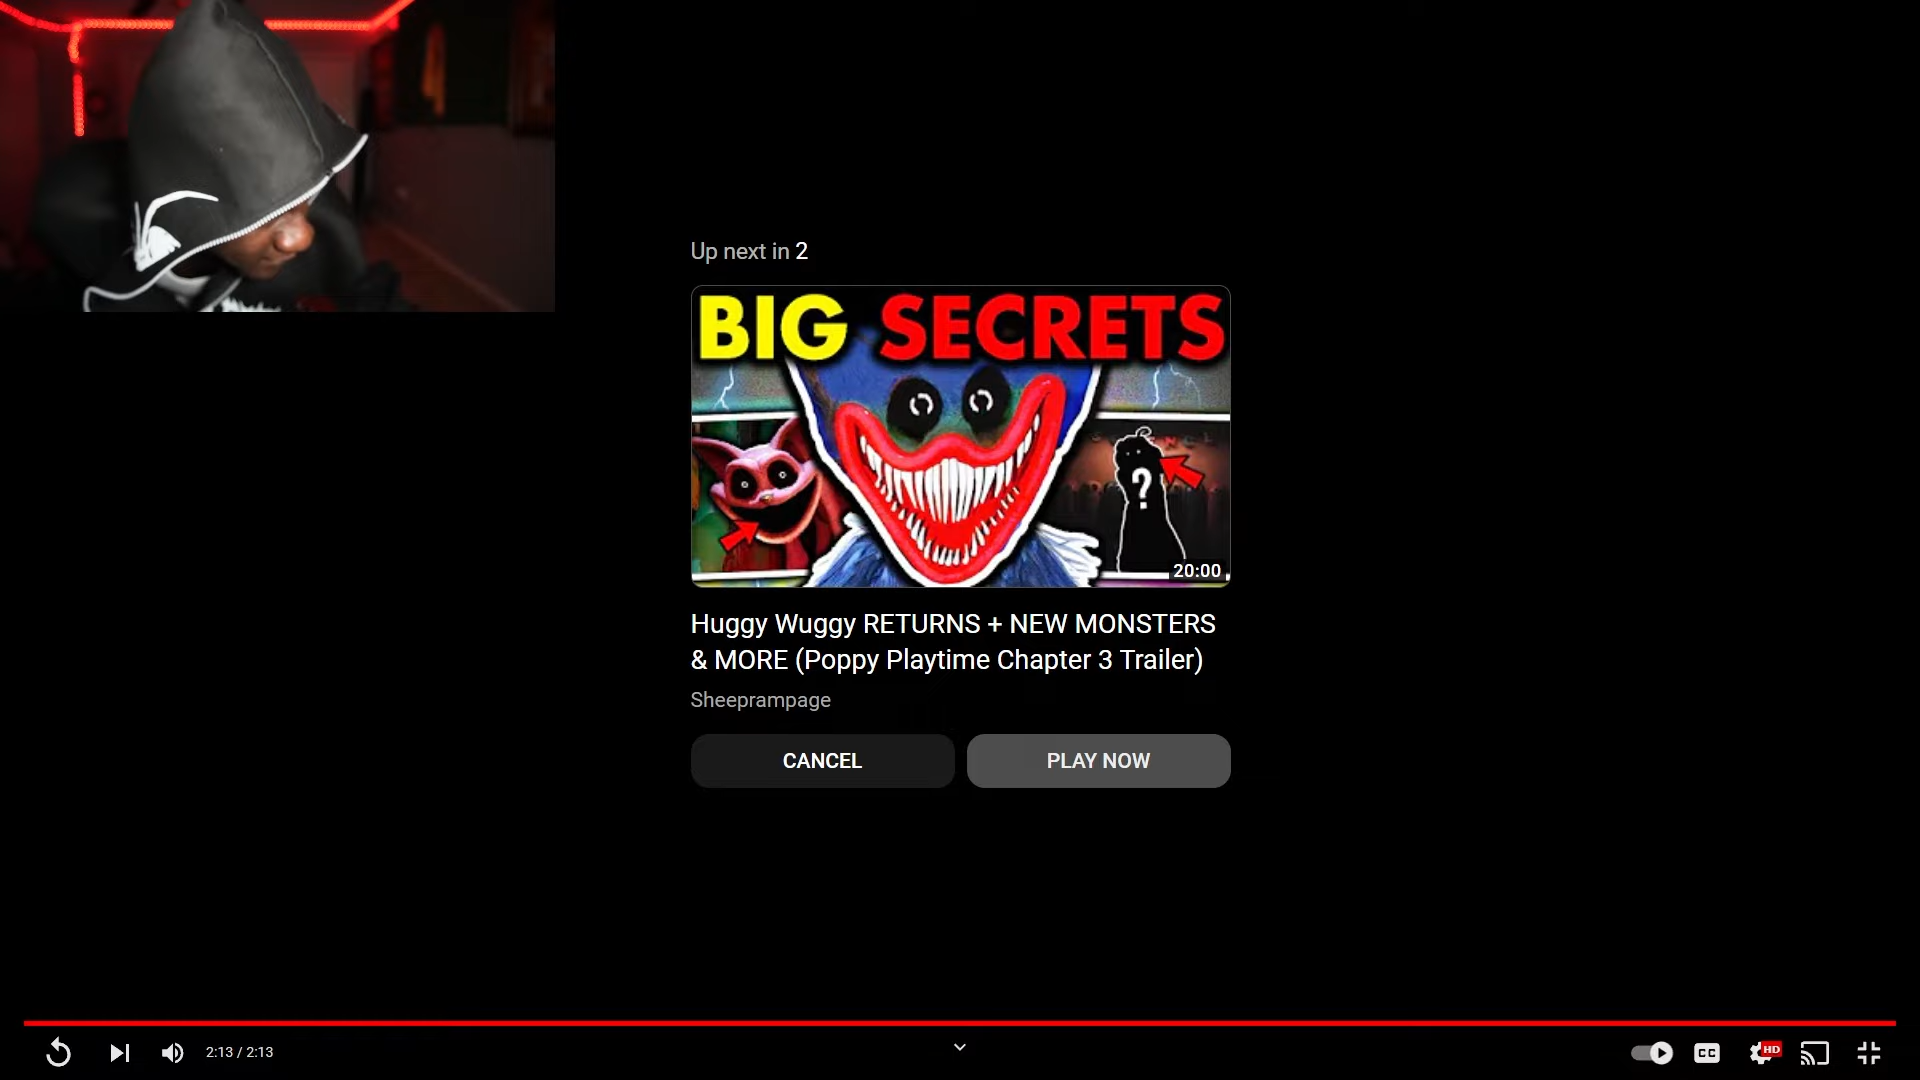 Up next in 2
BIG SECRETS
?
20:00
Huggy Wuggy RETURNS + NEW MONSTERS
& MORE (Poppy Playtime Chapter 3 Trailer)
Sheeprampage
CANCEL
PLAY NOW
2:13 / 2:13
CC
HD